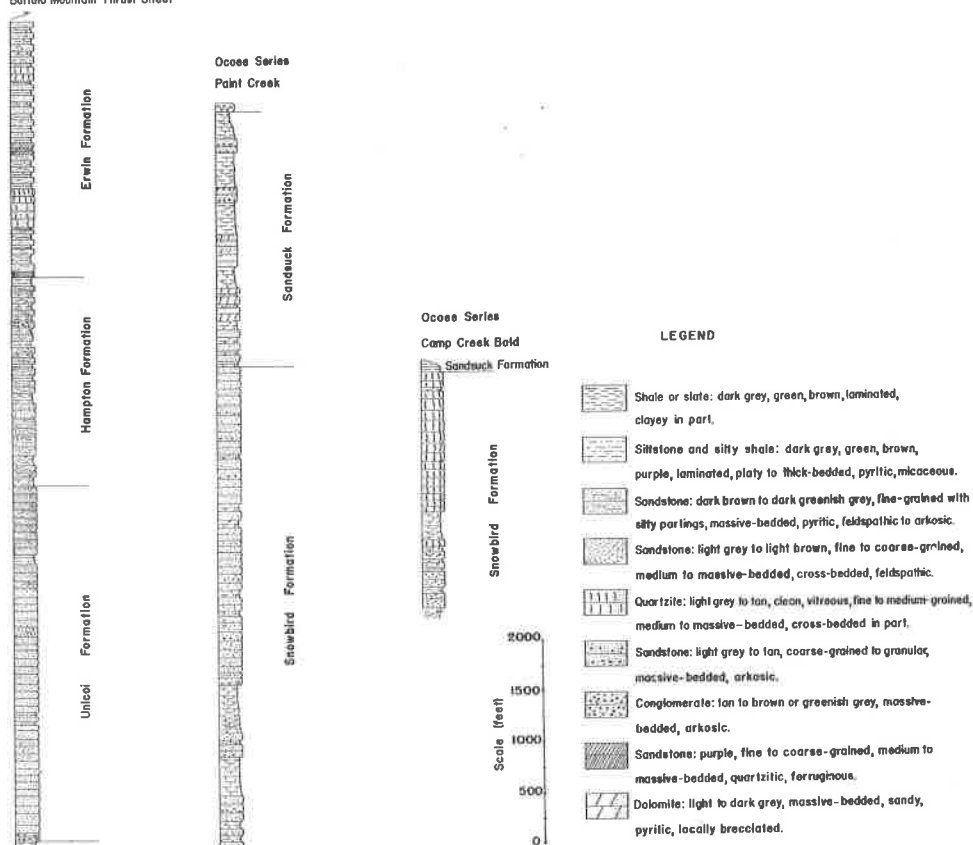 Buffalo Mountain Thrust Sheet
Erwin Formation
Hampton Formation
Unicoi Formation
Ocoee Series
Paint Creek
Sandsuck Formation
Snowbird Formation
Ocoee Series
Camp Creek Bald
Sandsuck Formation
Snowbird Formation
Scale (feet)
2000
1500
1000
500
0
LEGEND
Shale or slate: dark grey, green, brown, laminated,
clayey in part.
Siltstone and silty shale: dark grey, green, brown,
purple, laminated, platy to thick-bedded, pyritic, micaceous.
Sandstone: dark brown to dark greenish grey, fine-grained with
silty partings, massive-bedded, pyritic, feldspathic to arkosic.
Sandstone: light grey to light brown, fine to coarse-grained,
medium to massive-bedded, cross-bedded, feldspathic.
Quartzite: light grey to tan, clean, vitreous, fine to medium-grained,
medium to massive-bedded, cross-bedded in part.
Sandstone: light grey to tan, coarse-grained to granular,
massive-bedded, arkosic.
Conglomerate: tan to brown or greenish grey, massive-
bedded, arkosic.
Sandstone: purple, fine to coarse-grained, medium to
massive-bedded, quartzitic, ferruginous.
Dolomite: light to dark grey, massive-bedded, sandy,
pyritic, locally brecciated.